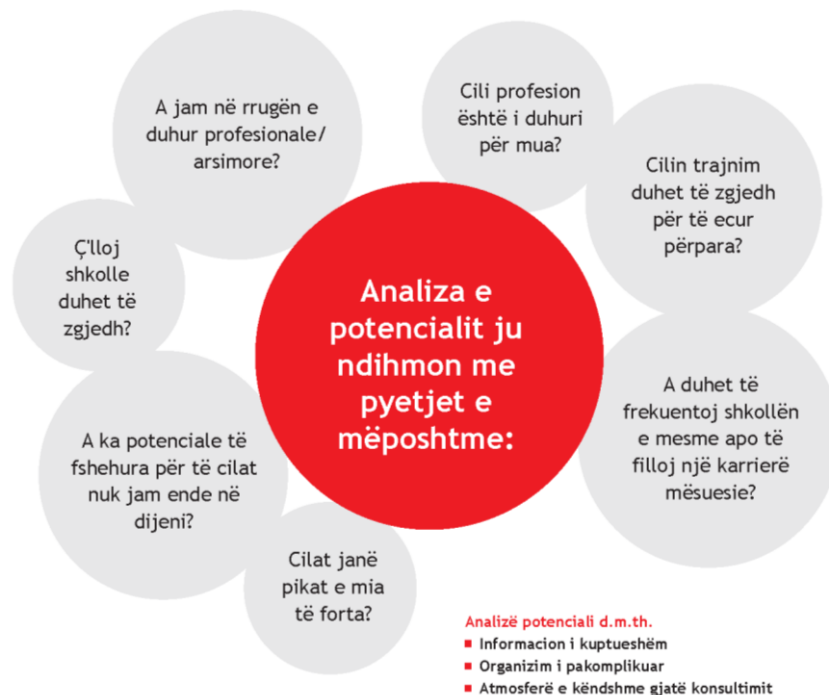 A jam në rrugën e
duhur profesionale/
arsimore?
Cili profesion
është i duhuri
për mua?
Cilin trajnim
duhet të zgjedh
për të ecur
përpara?
Ç'lloj
shkolle
duhet të
zgjedh?
Analiza e
potencialit ju
ndihmon me
pyetjet e
mëposhtme:
A duhet të
frekuentoj shkollën
e mesme apo të
filloj një karrierë
mësuesie?
A ka potenciale të
fshehura për të cilat
nuk jam ende në
dijeni?
Cilat janë
pikat e mia
të forta?
Analizë potenciali d.m.th.
▪ Informacion i kuptueshëm
▪ Organizim i pakomplikuar
▪ Atmosferë e këndshme gjatë konsultimit